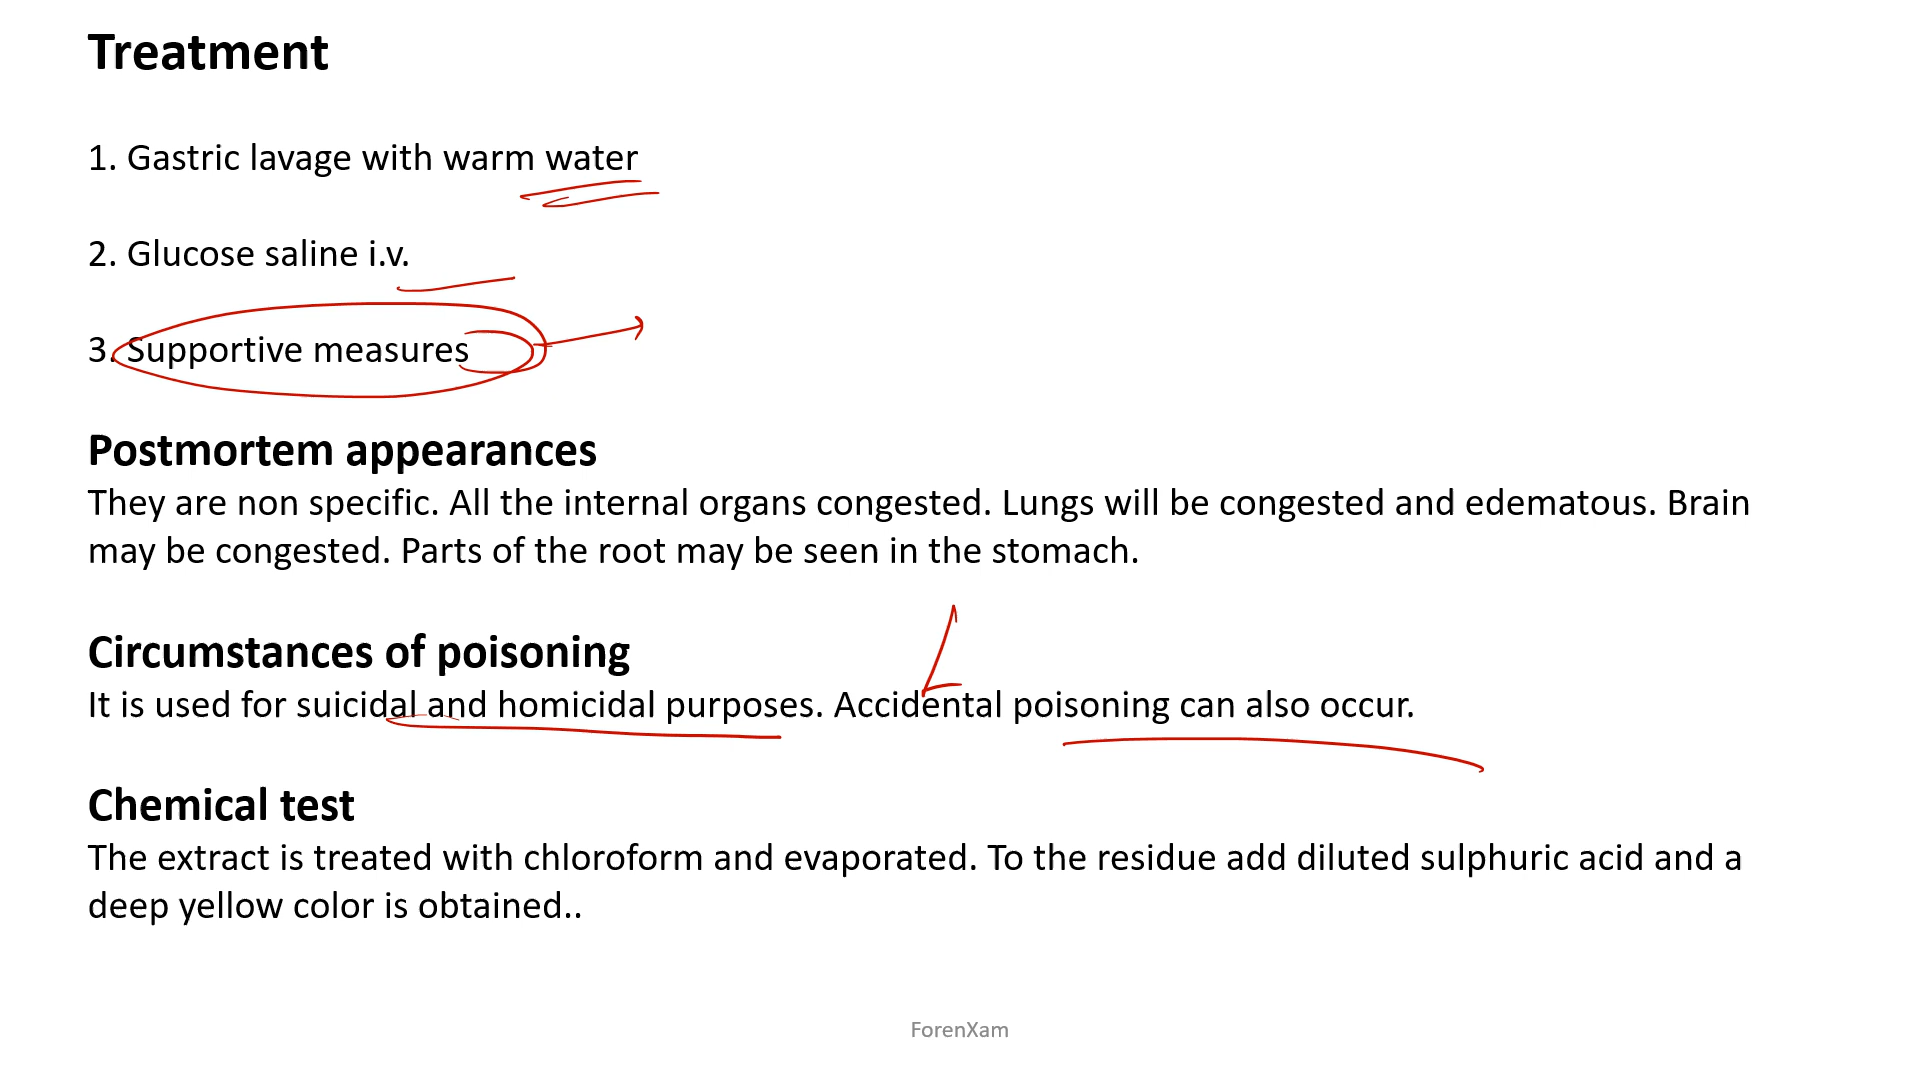 Treatment
1. Gastric lavage with warm water
2. Glucose saline i.v.
3. Supportive measures
Postmortem appearances
They are non specific. All the internal organs congested. Lungs will be congested and edematous. Brain
may be congested. Parts of the root may be seen in the stomach.
Circumstances of poisoning
It is used for suicidal and homicidal purposes. Accidental poisoning can also occur.
Chemical test
The extract is treated with chloroform and evaporated. To the residue add diluted sulphuric acid and a
deep yellow color is obtained..
ForenXam